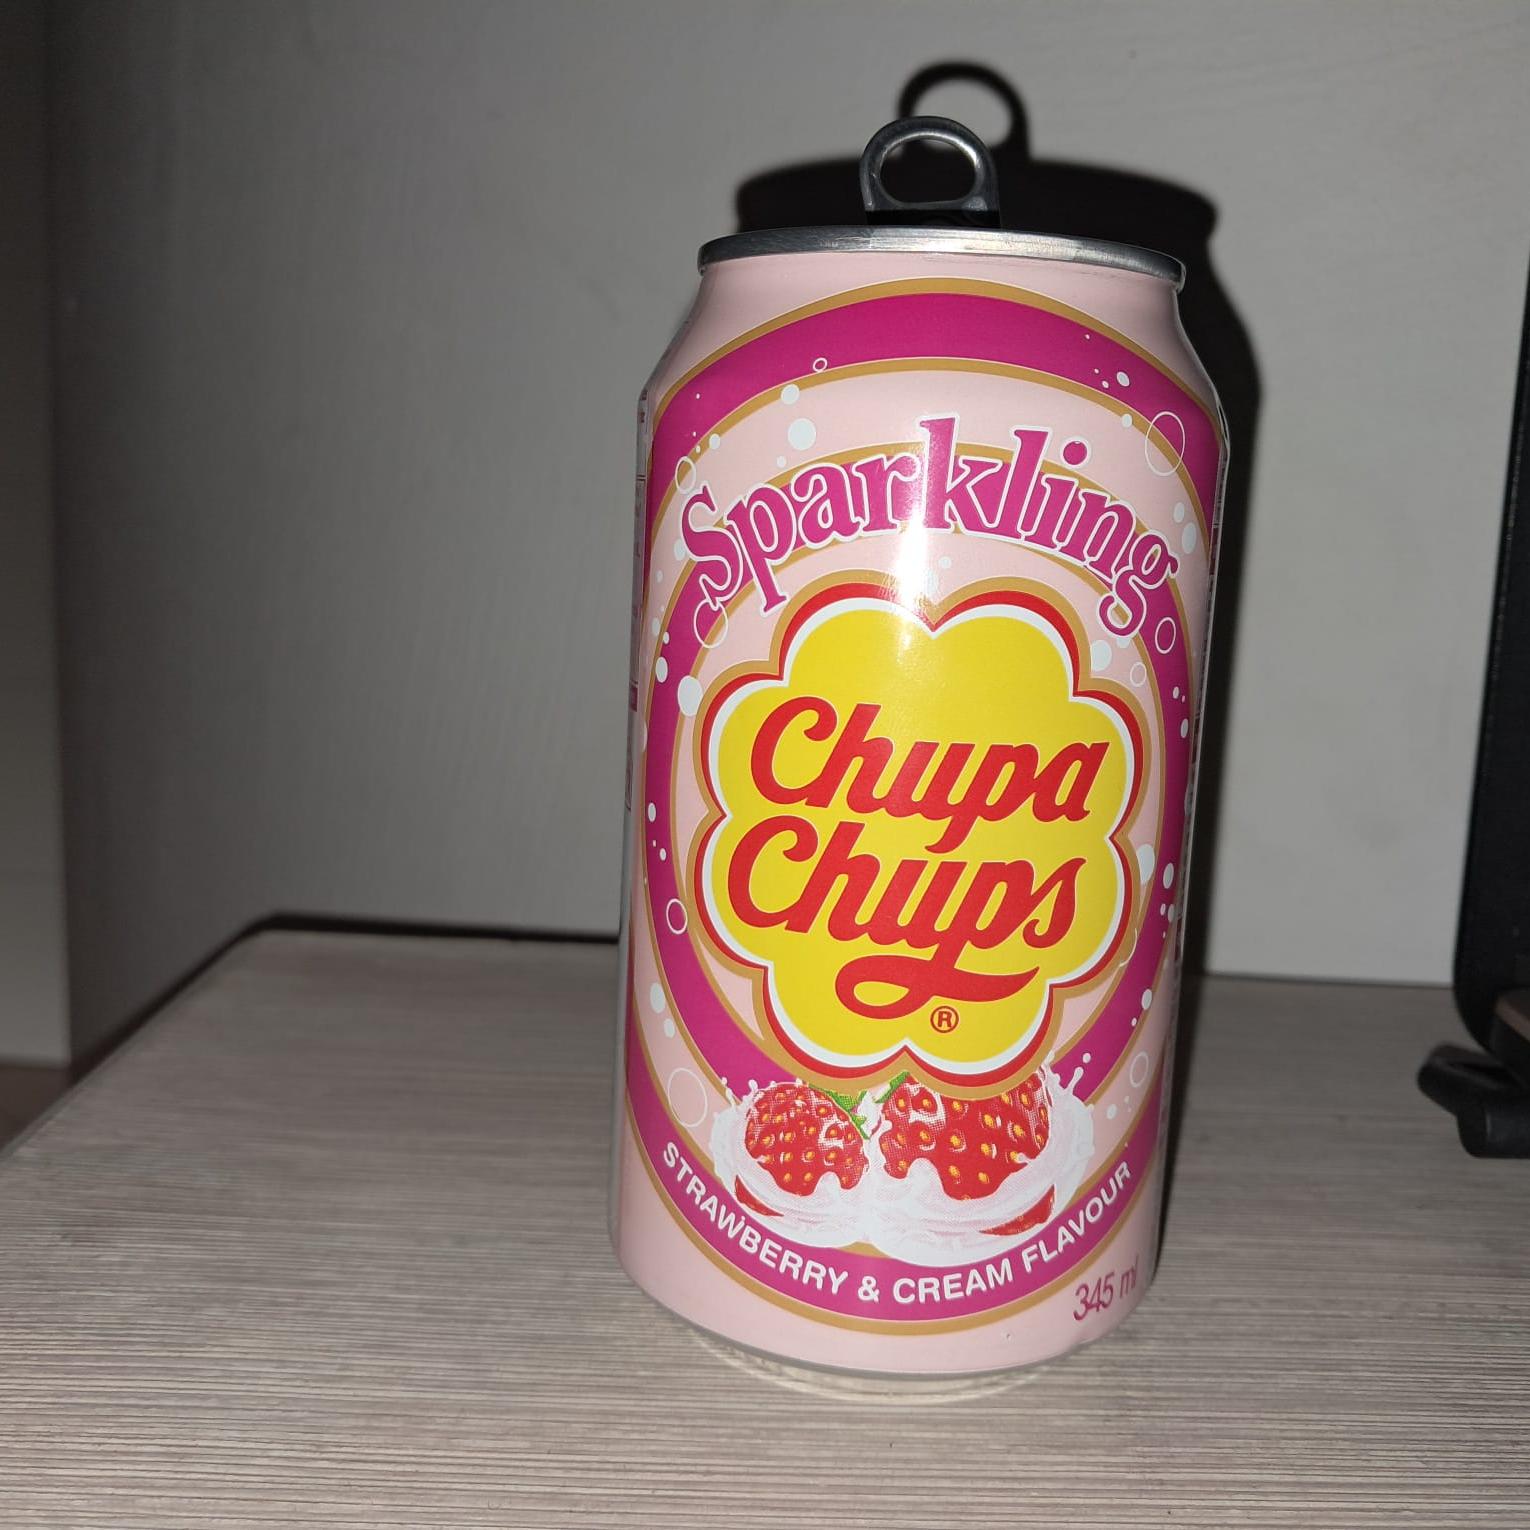 Sparkling
Chupa
Chups
®
STRAWBERRY & CREAM FLAVOUR
345 ml